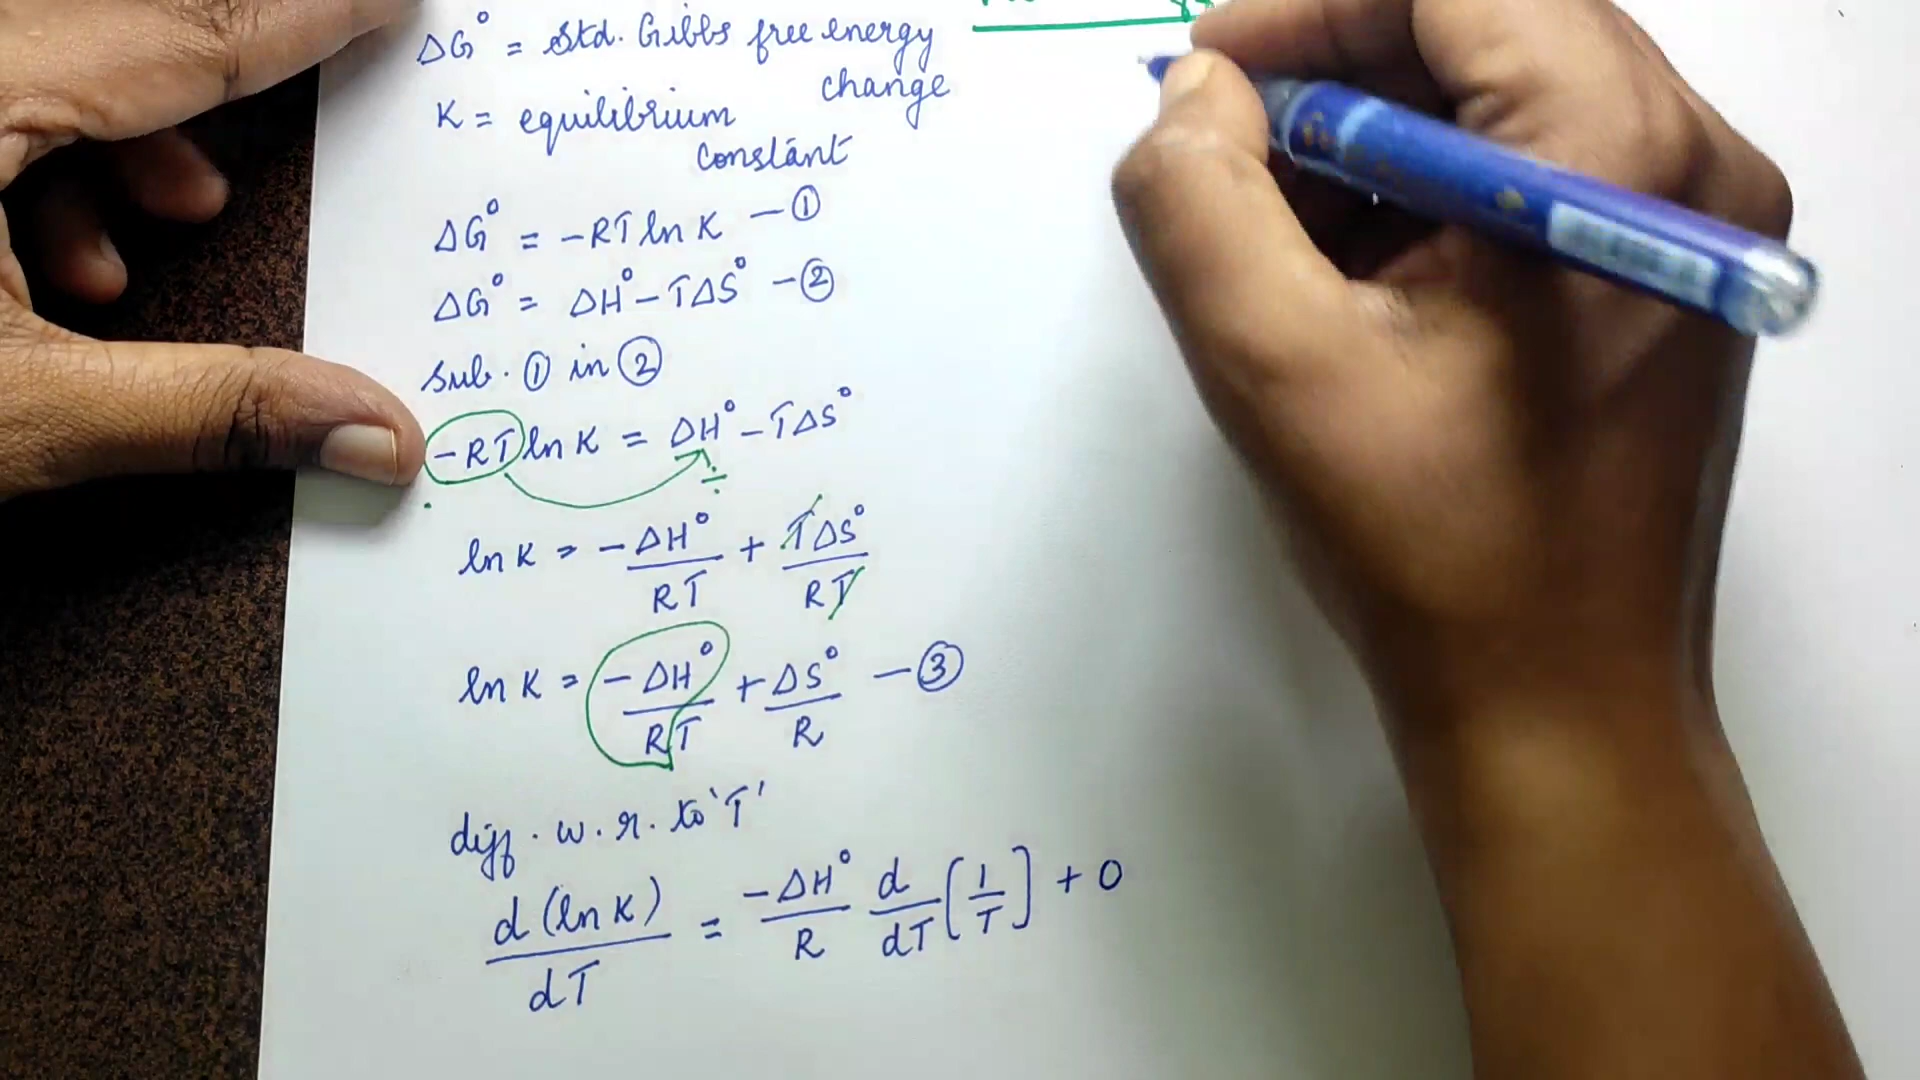 ΔG° = Std. Gibbs free energy
change
K = equilibrium
constant
ΔG° = -RT ln K — ①
ΔG° = ΔH° - TΔS° — ②
sub. ① in ②
-RT ln K = ΔH° - TΔS°
÷
ln K = -ΔH°/RT + TΔS°/RT
ln K = -ΔH°/RT + ΔS°/R — ③
diff. w.r. to 'T'
d (ln K)/dT = -ΔH°/R d/dT [1/T] + 0